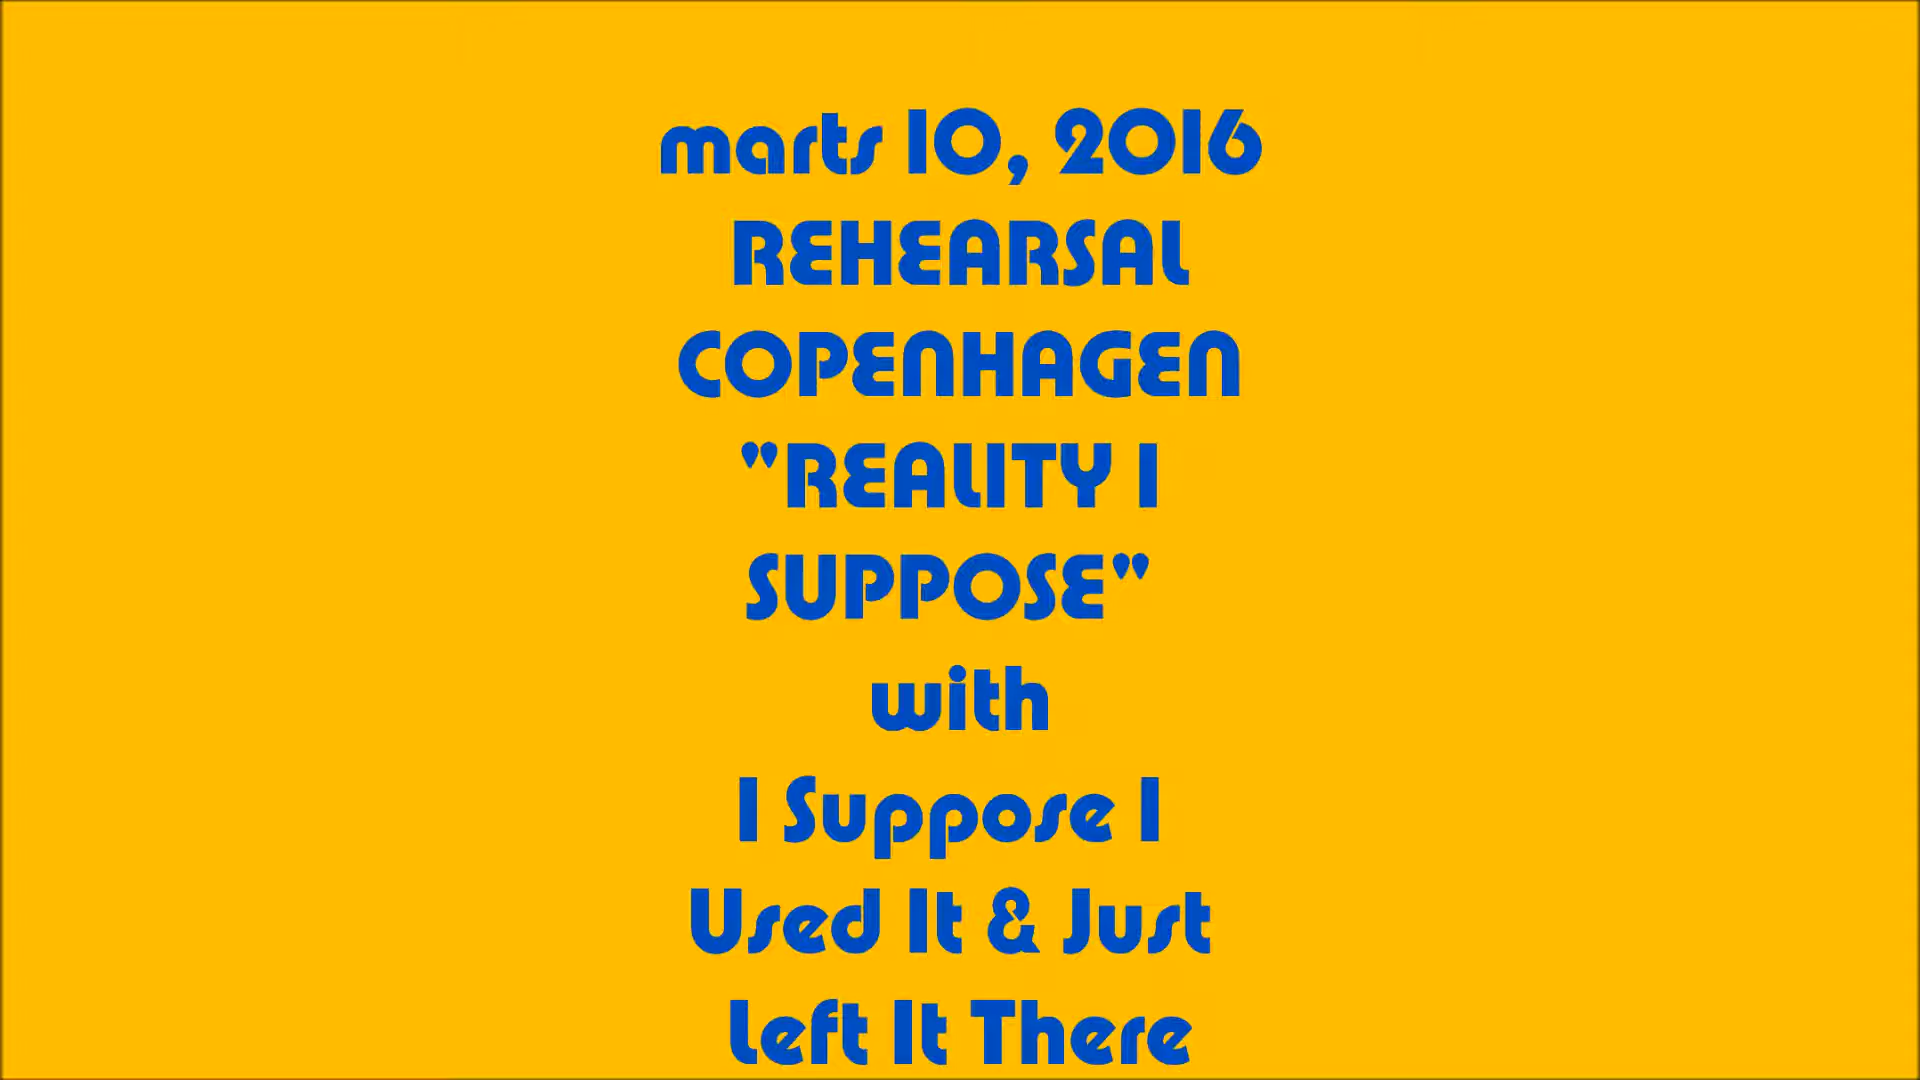 marts 10, 2016
REHEARSAL
COPENHAGEN
"REALITY I
SUPPOSE"
with
I Suppose I
Used It & Just
Left It There